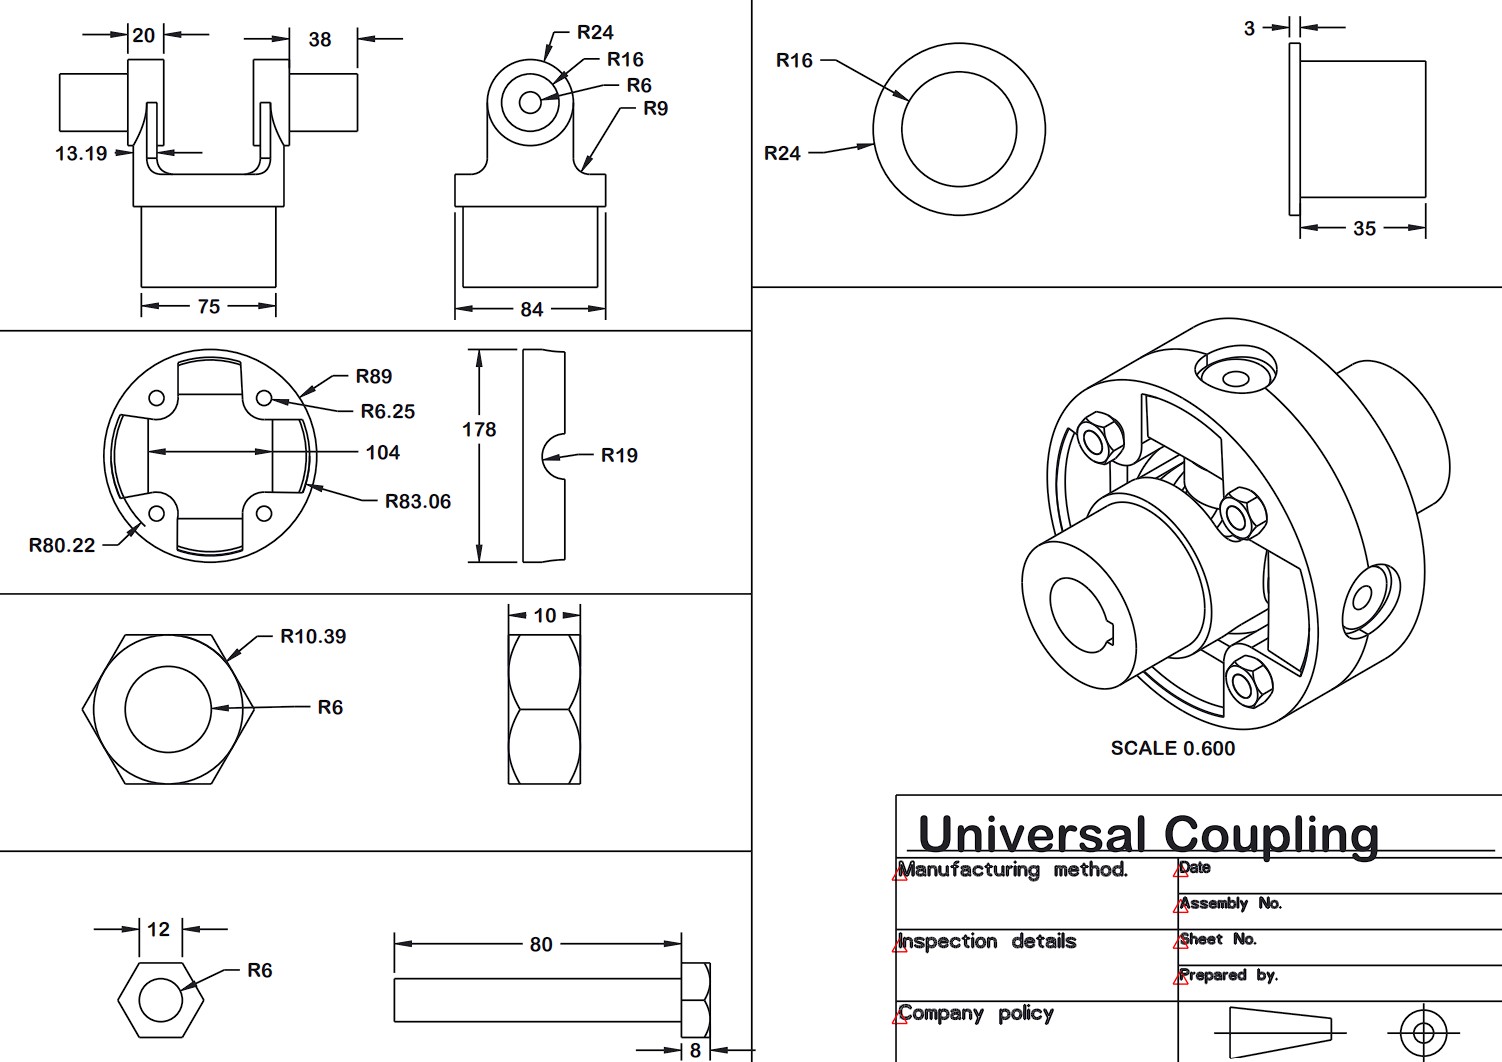 20
38
13.19
75
R24
R16
R6
R9
84
R16
R24
3
35
R89
R6.25
104
R83.06
R80.22
178
R19
R10.39
R6
10
12
R6
80
8
SCALE 0.600
Universal Coupling
Manufacturing method.
Date
Assembly No.
Inspection details
Sheet No.
Prepared by.
Company policy